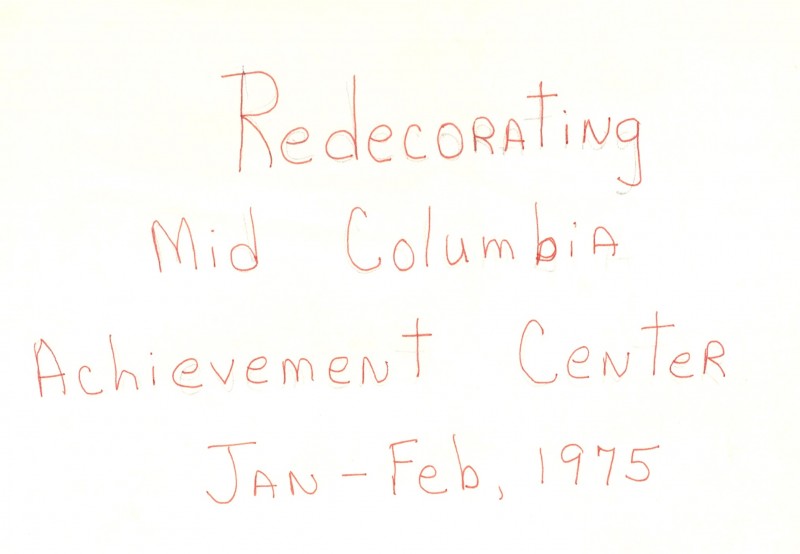 Redecorating
Mid Columbia
Achievement Center
Jan - Feb, 1975